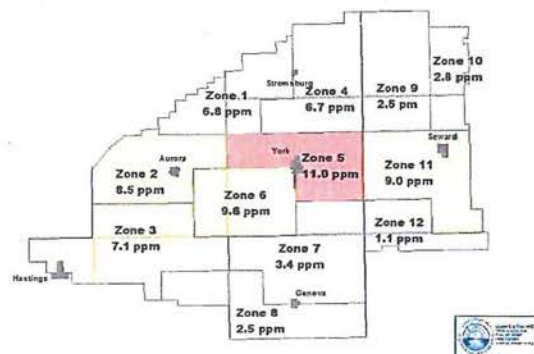 Zone 10
2.8 ppm
Zone 1
6.8 ppm
Stromsburg
Zone 4
6.7 ppm
Zone 9
2.5 pm
Seward
Aurora
York
Zone 2
8.5 ppm
Zone 5
11.0 ppm
Zone 11
9.0 ppm
Zone 6
9.6 ppm
Zone 3
7.1 ppm
Zone 12
1.1 ppm
Hastings
Zone 7
3.4 ppm
Geneva
Zone 8
2.5 ppm